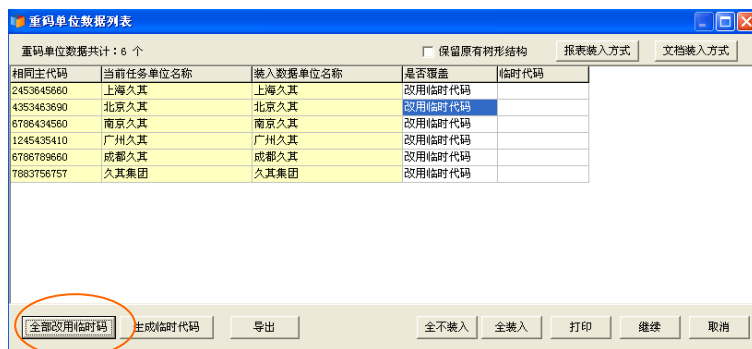 重码单位数据列表
重码单位数据共计：6 个 保留原有树形结构 报表装入方式 文档装入方式
相同主代码 当前任务单位名称 装入数据单位名称 是否覆盖 临时代码
2453645660 上海久其 上海久其 改用临时代码
4353463690 北京久其 北京久其 改用临时代码
6786434560 南京久其 南京久其 改用临时代码
1245435410 广州久其 广州久其 改用临时代码
6786789660 成都久其 成都久其 改用临时代码
7883756757 久其集团 久其集团 改用临时代码
全部改用临时码 生成临时代码 导出 全不装入 全装入 打印 继续 取消